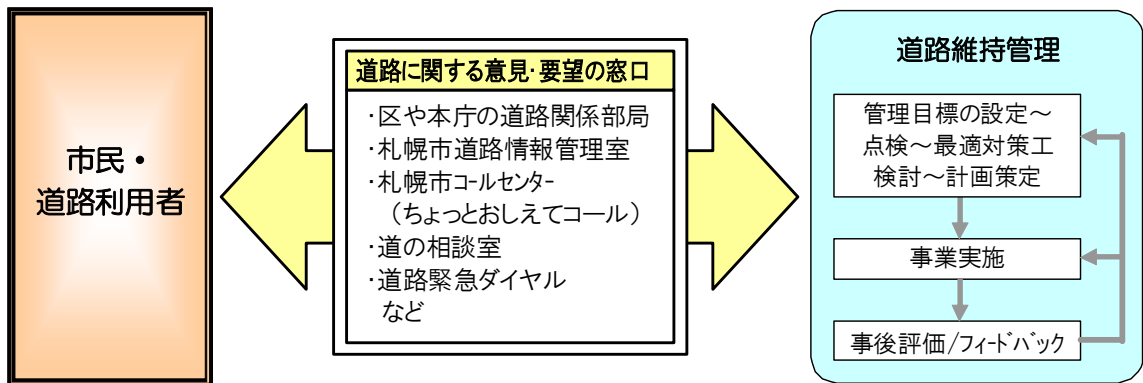 市民・
道路利用者
道路に関する意見・要望の窓口
・区や本庁の道路関係部局
・札幌市道路情報管理室
・札幌市ｺｰﾙｾﾝﾀｰ
（ちょっとおしえてコール）
・道の相談室
・道路緊急ダイヤル
など
道路維持管理
管理目標の設定～
点検～最適対策工
検討～計画策定
事業実施
事後評価/ﾌｨｰﾄﾞﾊﾞｯｸ